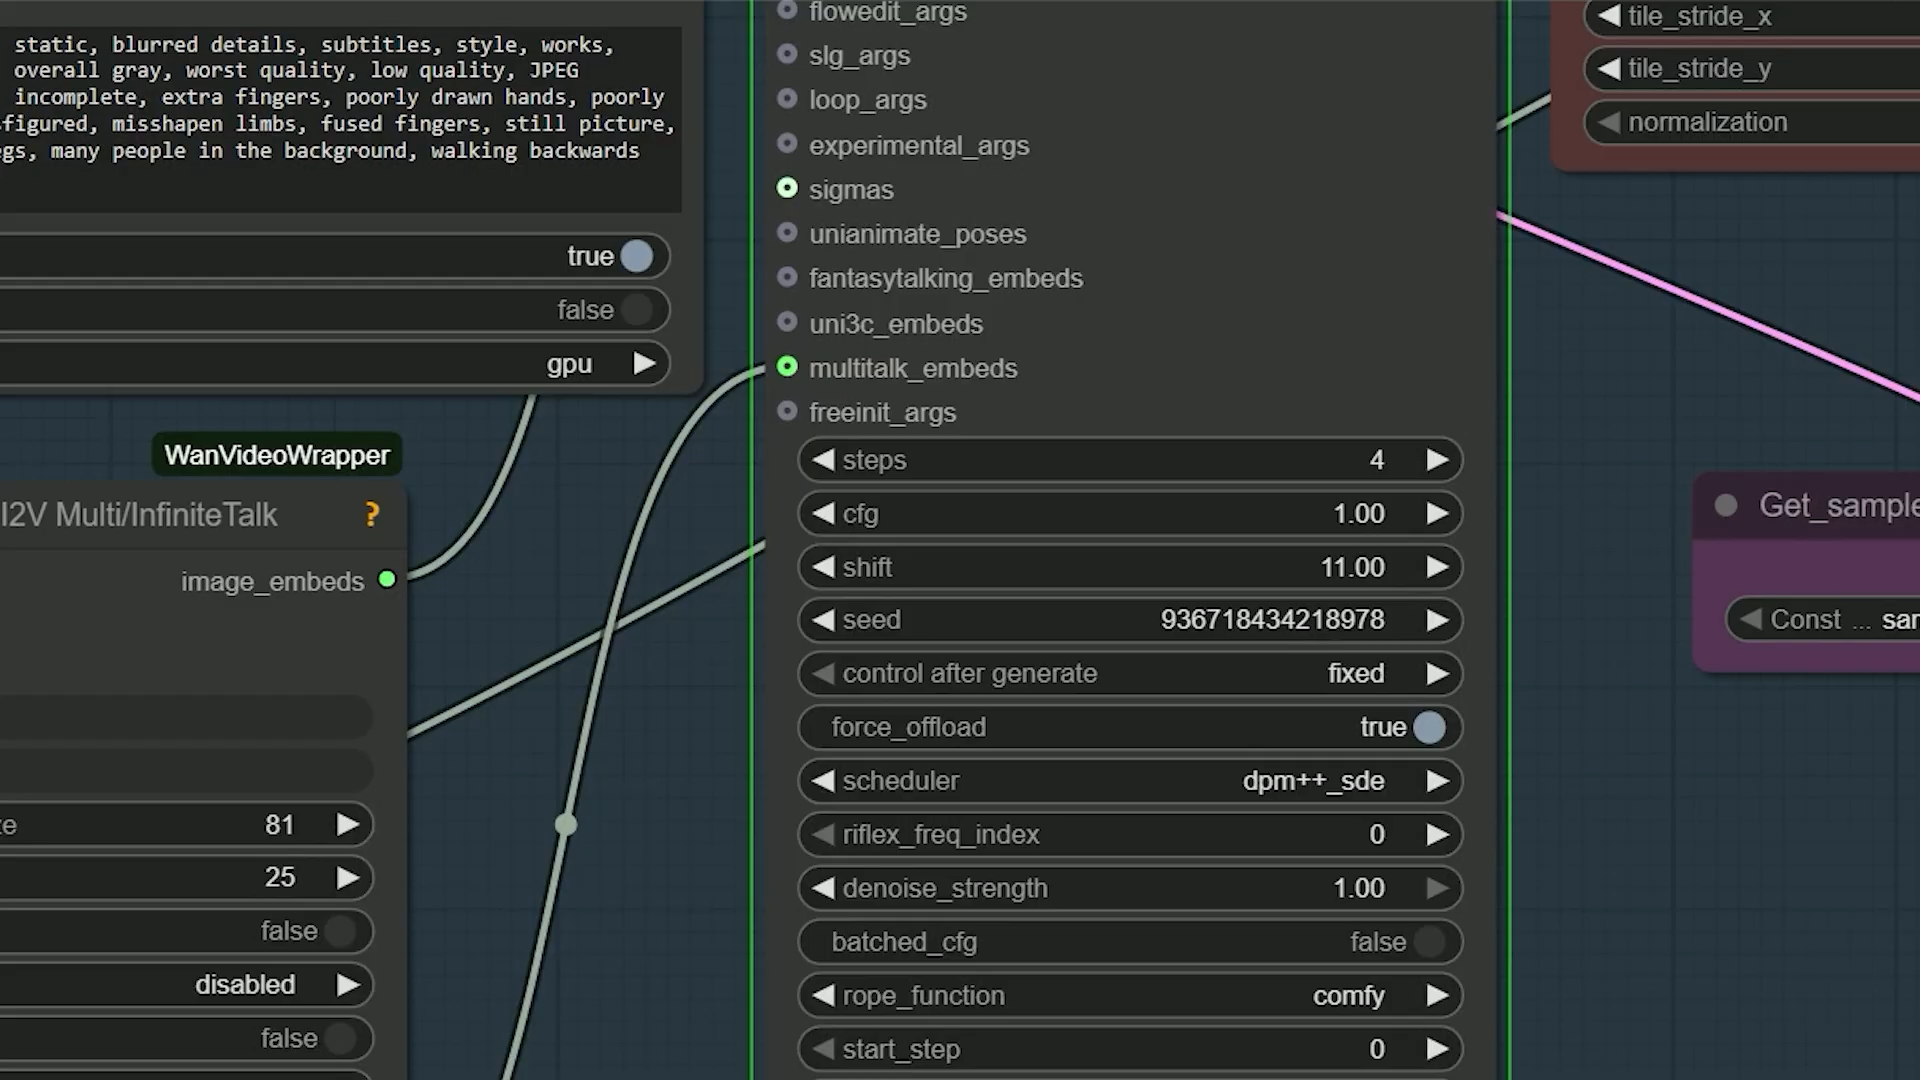 static, blurred details, subtitles, style, works,
overall gray, worst quality, low quality, JPEG
incomplete, extra fingers, poorly drawn hands, poorly
figured, misshapen limbs, fused fingers, still picture,
egs, many people in the background, walking backwards
true
false
gpu
WanVideoWrapper
I2V Multi/InfiniteTalk ?
image_embeds
81
25
false
disabled
false
flowedit_args
slg_args
loop_args
experimental_args
sigmas
unianimate_poses
fantasytalking_embeds
uni3c_embeds
multitalk_embeds
freeinit_args
steps 4
cfg 1.00
shift 11.00
seed 936718434218978
control after generate fixed
force_offload true
scheduler dpm++_sde
riflex_freq_index 0
denoise_strength 1.00
batched_cfg false
rope_function comfy
start_step 0
tile_stride_x
tile_stride_y
normalization
Get_sample
Const ... sar